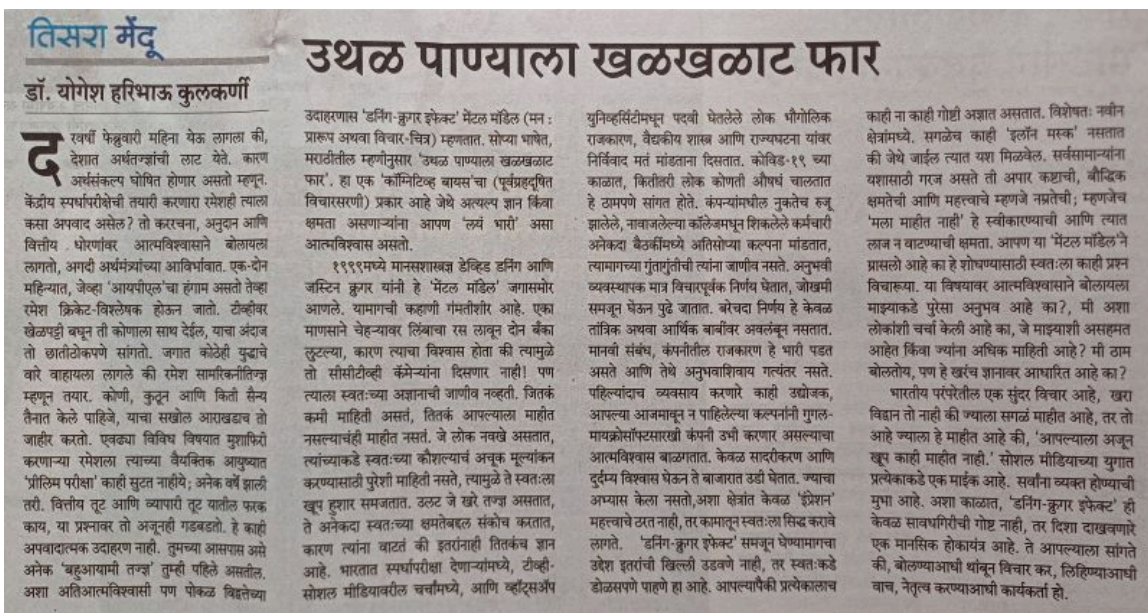 तिसरा मेंदू
डॉ. योगेश हरिभाऊ कुलकर्णी
उथळ पाण्याला खळखळाट फार
दरवर्षी फेब्रुवारी महिना येऊ लागला की,
देशात अर्थतज्ज्ञांची लाट येते. कारण
अर्थसंकल्प घोषित होणार असतो म्हणून.
केंद्रीय स्पर्धापरीक्षेची तयारी करणारा रमेशही त्याला
कसा अपवाद असेल? तो कररचना, अनुदान आणि
वित्तीय धोरणांवर आत्मविश्वासाने बोलायला
लागतो, अगदी अर्थमंत्र्यांच्या आविर्भावात. एक-दोन
महिन्यात, जेव्हा 'आयपीएल'चा हंगाम असतो तेव्हा
रमेश क्रिकेट-विश्लेषक होऊन जातो. टीव्हीवर
खेळपट्टी बघून ती कोणाला साथ देईल, याचा अंदाज
तो छातीठोकपणे सांगतो. जगात कोठेही युद्धाचे
वारे वाहायला लागले की रमेश सामरिकनीतिज्ज्ञ
म्हणून तयार. कोणी, कुठून आणि किती सैन्य
तैनात केले पाहिजे, याचा सखोल आराखडाच तो
जाहीर करतो. एवढ्या विविध विषयात मुशाफिरी
करणाऱ्या रमेशला त्याच्या वैयक्तिक आयुष्यात
'प्रीलिम परीक्षा' काही सुटत नाहीये; अनेक वर्षे झाली
तरी. वित्तीय तूट आणि व्यापारी तूट यातील फरक
काय, या प्रश्नावर तो अजूनही गडबडतो. हे काही
अपवादात्मक उदाहरण नाही. तुमच्या आसपास असे
अनेक 'बहुआयामी तज्ज्ञ' तुम्ही पहिले असतील.
अशा अतिआत्मविश्वासी पण पोकळ विद्वत्तेच्या
उदाहरणास 'डनिंग-क्रुगर इफेक्ट' मेंटल मॉडेल (मन :
प्रारूप अथवा विचार-चित्र) म्हणतात. सोप्या भाषेत,
मराठीतील म्हणीनुसार 'उथळ पाण्याला खळखळाट
फार'. हा एक 'कॉग्निटिव्ह बायस'चा (पूर्वग्रहदूषित
विचारसरणी) प्रकार आहे जेथे अत्यल्प ज्ञान किंवा
क्षमता असणाऱ्यांना आपण 'लयं भारी' असा
आत्मविश्वास असतो.
१९९९मध्ये मानसशास्त्रज्ञ डेव्हिड डनिंग आणि
जस्टिन क्रुगर यांनी हे 'मेंटल मॉडेल' जगासमोर
आणले. यामागची कहाणी गंमतीशीर आहे. एका
माणसाने चेहऱ्यावर लिंबाचा रस लावून दोन बँका
लुटल्या, कारण त्याचा विश्वास होता की त्यामुळे
तो सीसीटीव्ही कॅमेऱ्यांना दिसणार नाही! पण
त्याला स्वतःच्या अज्ञानाची जाणीव नव्हती. जितकं
कमी माहिती असतं, तितकं आपल्याला माहीत
नसल्याचंही माहीत नसतं. जे लोक नवखे असतात,
त्यांच्याकडे स्वतःच्या कौशल्याचं अचूक मूल्यांकन
करण्यासाठी पुरेशी माहिती नसते, त्यामुळे ते स्वतःला
खूप हुशार समजतात. उलट जे खरे तज्ज्ञ असतात,
ते अनेकदा स्वतःच्या क्षमतेबद्दल संकोच करतात,
कारण त्यांना वाटतं की इतरांनाही तितकंच ज्ञान
आहे. भारतात स्पर्धापरीक्षा देणाऱ्यांमध्ये, टीव्ही-
सोशल मीडियावरील चर्चांमध्ये, आणि व्हॉट्सॲप
युनिव्हर्सिटीमधून पदवी घेतलेले लोक भौगोलिक
राजकारण, वैद्यकीय शास्त्र आणि राज्यघटना यांवर
निर्विवाद मतं मांडताना दिसतात. कोविड-१९ च्या
काळात, कितीतरी लोक कोणती औषधं चालतात
हे ठामपणे सांगत होते. कंपन्यांमधील नुकतेच रुजू
झालेले, नावाजलेल्या कॉलेजमधून शिकलेले कर्मचारी
अनेकदा बैठकींमध्ये अतिसोप्या कल्पना मांडतात,
त्यामागच्या गुंतागुंतीची त्यांना जाणीव नसते. अनुभवी
व्यवस्थापक मात्र विचारपूर्वक निर्णय घेतात, जोखमी
समजून घेऊन पुढे जातात. बरेचदा निर्णय हे केवळ
तांत्रिक अथवा आर्थिक बाबींवर अवलंबून नसतात.
मानवी संबंध, कंपनीतील राजकारण हे भारी पडत
असते आणि तेथे अनुभवाशिवाय गत्यंतर नसते.
पहिल्यांदाच व्यवसाय करणारे काही उद्योजक,
आपल्या आजमावून न पाहिलेल्या कल्पनांनी गुगल-
मायक्रोसॉफ्टसारखी कंपनी उभी करणार असल्याचा
आत्मविश्वास बाळगतात. केवळ सादरीकरण आणि
दुर्दम्य विश्वास घेऊन ते बाजारात उडी घेतात. ज्याचा
अभ्यास केला नसतो,अशा क्षेत्रांत केवळ 'इंप्रेशन'
महत्त्वाचे ठरत नाही, तर कामातून स्वतःला सिद्ध करावे
लागते. 'डनिंग-क्रुगर इफेक्ट' समजून घेण्यामागचा
उद्देश इतरांची खिल्ली उडवणे नाही, तर स्वतःकडे
डोळसपणे पाहणे हा आहे. आपल्यापैकी प्रत्येकालाच
काही ना काही गोष्टी अज्ञात असतात. विशेषतः नवीन
क्षेत्रांमध्ये. सगळेच काही 'इलॉन मस्क' नसतात
की जेथे जाईल त्यात यश मिळवेल. सर्वसामान्यांना
यशासाठी गरज असते ती अपार कष्टाची, बौद्धिक
क्षमतेची आणि महत्त्वाचे म्हणजे नम्रतेची; म्हणजेच
'मला माहीत नाही' हे स्वीकारण्याची आणि त्यात
लाज न वाटण्याची क्षमता. आपण या 'मेंटल मॉडेल'ने
ग्रासलो आहे का हे शोधण्यासाठी स्वतःला काही प्रश्न
विचारूया. या विषयावर आत्मविश्वासाने बोलायला
माझ्याकडे पुरेसा अनुभव आहे का?, मी अशा
लोकांशी चर्चा केली आहे का, जे माझ्याशी असहमत
आहेत किंवा ज्यांना अधिक माहिती आहे? मी ठाम
बोलतोय, पण हे खरंच ज्ञानावर आधारित आहे का?
भारतीय परंपरेतील एक सुंदर विचार आहे, खरा
विद्वान तो नाही की ज्याला सगळं माहीत आहे, तर तो
आहे ज्याला हे माहीत आहे की, 'आपल्याला अजून
खूप काही माहीत नाही.' सोशल मीडियाच्या युगात
प्रत्येकाकडे एक माईक आहे. सर्वांना व्यक्त होण्याची
मुभा आहे. अशा काळात, 'डनिंग-क्रुगर इफेक्ट' ही
केवळ सावधगिरीची गोष्ट नाही, तर दिशा दाखवणारे
एक मानसिक होकायंत्र आहे. ते आपल्याला सांगते
की, बोलण्याआधी थांबून विचार कर, लिहिण्याआधी
वाच, नेतृत्व करण्याआधी कार्यकर्ता हो.